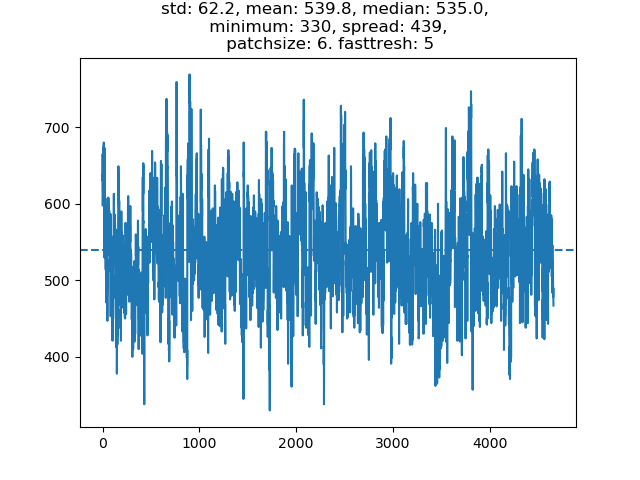 std: 62.2, mean: 539.8, median: 535.0,
minimum: 330, spread: 439,
patchsize: 6. fasttresh: 5
700
600
500
400
0 1000 2000 3000 4000